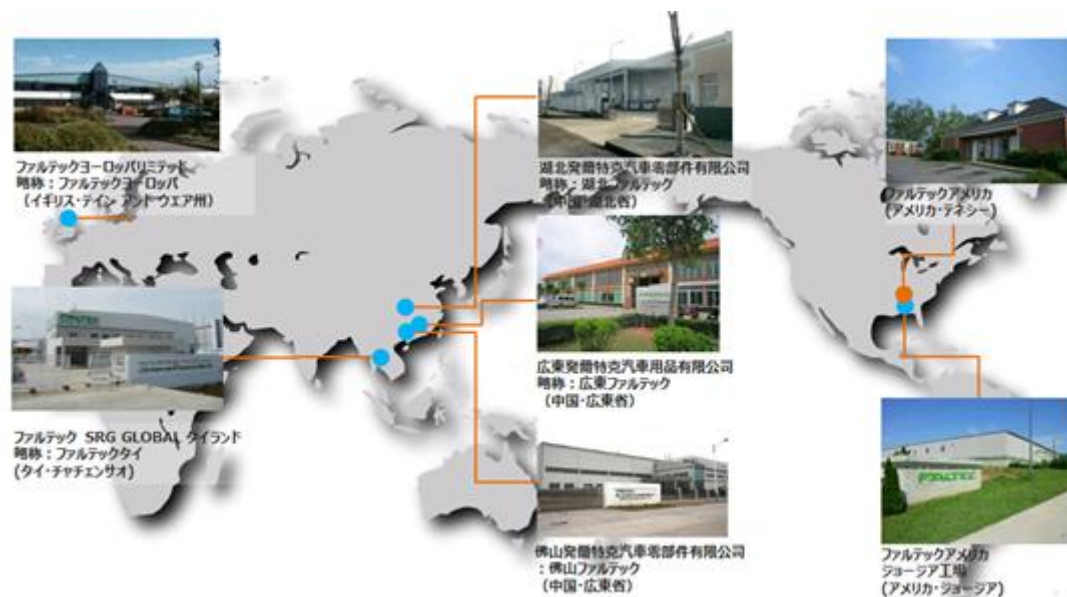 ファルテックヨーロッパリミテッド
略称：ファルテックヨーロッパ
（イギリス・テイン アンド ウエア州）
湖北発爾特克汽車零部件有限公司
略称：湖北ファルテック
（中国・湖北省）
ファルテックアメリカ
(アメリカ・テネシー)
広東発爾特克汽車用品有限公司
略称：広東ファルテック
（中国・広東省）
ファルテック SRG GLOBAL タイランド
略称：ファルテックタイ
(タイ・チャチェンサオ)
佛山発爾特克汽車零部件有限公司
：佛山ファルテック
（中国・広東省）
FALTEC
ファルテックアメリカ
ジョージア工場
(アメリカ・ジョージア)